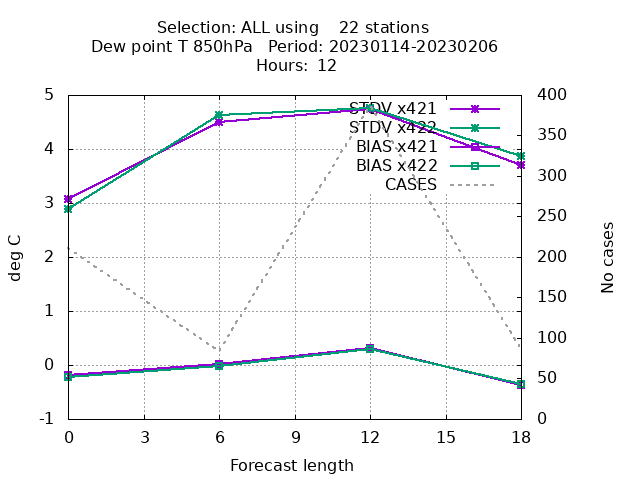 Selection: ALL using    22 stations
Dew point T 850hPa   Period: 20230114-20230206
Hours: 12
5
4
3
2
1
0
-1
400
350
300
250
200
150
100
50
0
0 3 6 9 12 15 18
STDV x421
STDV x422
BIAS x421
BIAS x422
CASES
deg C
No cases
Forecast length